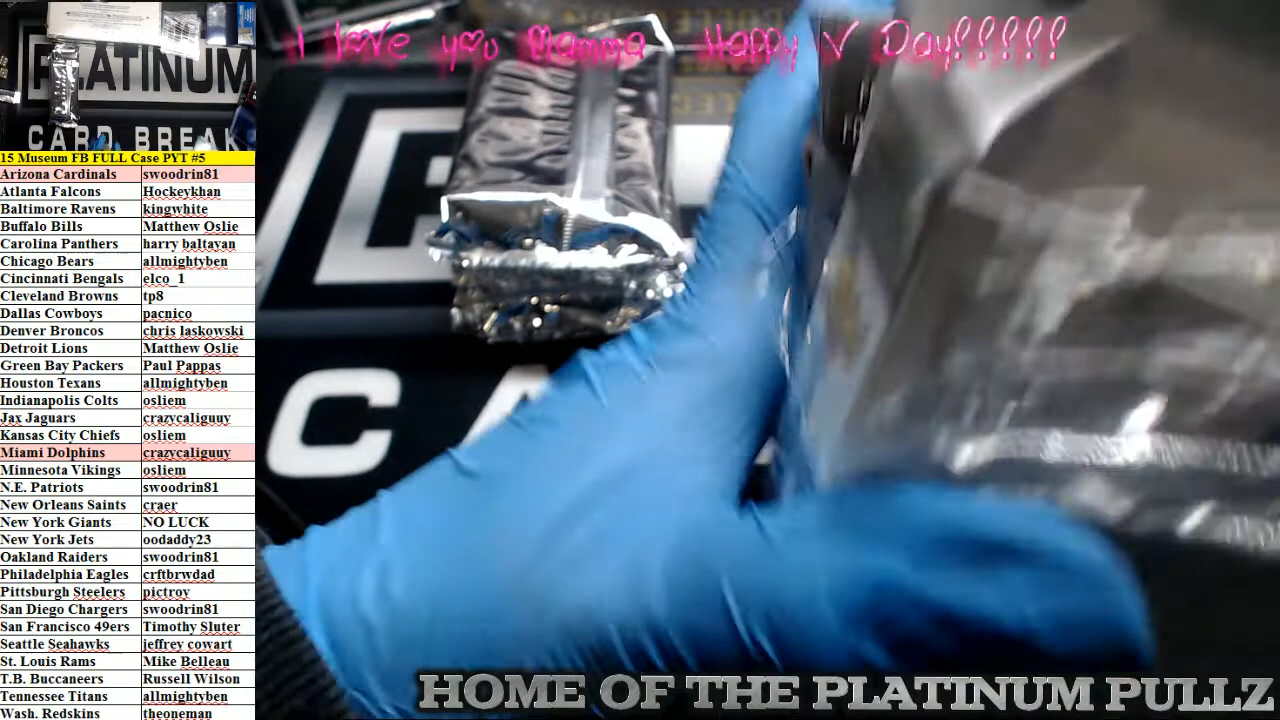 I love you Mamma Happy V Day!!!!!
PLATINUM
CARD BREAK
15 Museum FB FULL Case PYT #5
Arizona Cardinals swoodrin81
Atlanta Falcons Hockeykhan
Baltimore Ravens kingwhite
Buffalo Bills Matthew Oslie
Carolina Panthers harry baltayan
Chicago Bears allmightyben
Cincinnati Bengals elco_1
Cleveland Browns tp8
Dallas Cowboys pacnico
Denver Broncos chris laskowski
Detroit Lions Matthew Oslie
Green Bay Packers Paul Pappas
Houston Texans allmightyben
Indianapolis Colts osliem
Jax Jaguars crazycaliguuy
Kansas City Chiefs osliem
Miami Dolphins crazycaliguuy
Minnesota Vikings osliem
N.E. Patriots swoodrin81
New Orleans Saints craer
New York Giants NO LUCK
New York Jets oodaddy23
Oakland Raiders swoodrin81
Philadelphia Eagles crftbrwdad
Pittsburgh Steelers pictroy
San Diego Chargers swoodrin81
San Francisco 49ers Timothy Sluter
Seattle Seahawks jeffrey cowart
St. Louis Rams Mike Belleau
T.B. Buccaneers Russell Wilson
Tennessee Titans allmightyben
Wash. Redskins theoneman
CA
HOME OF THE PLATINUM PULLZ